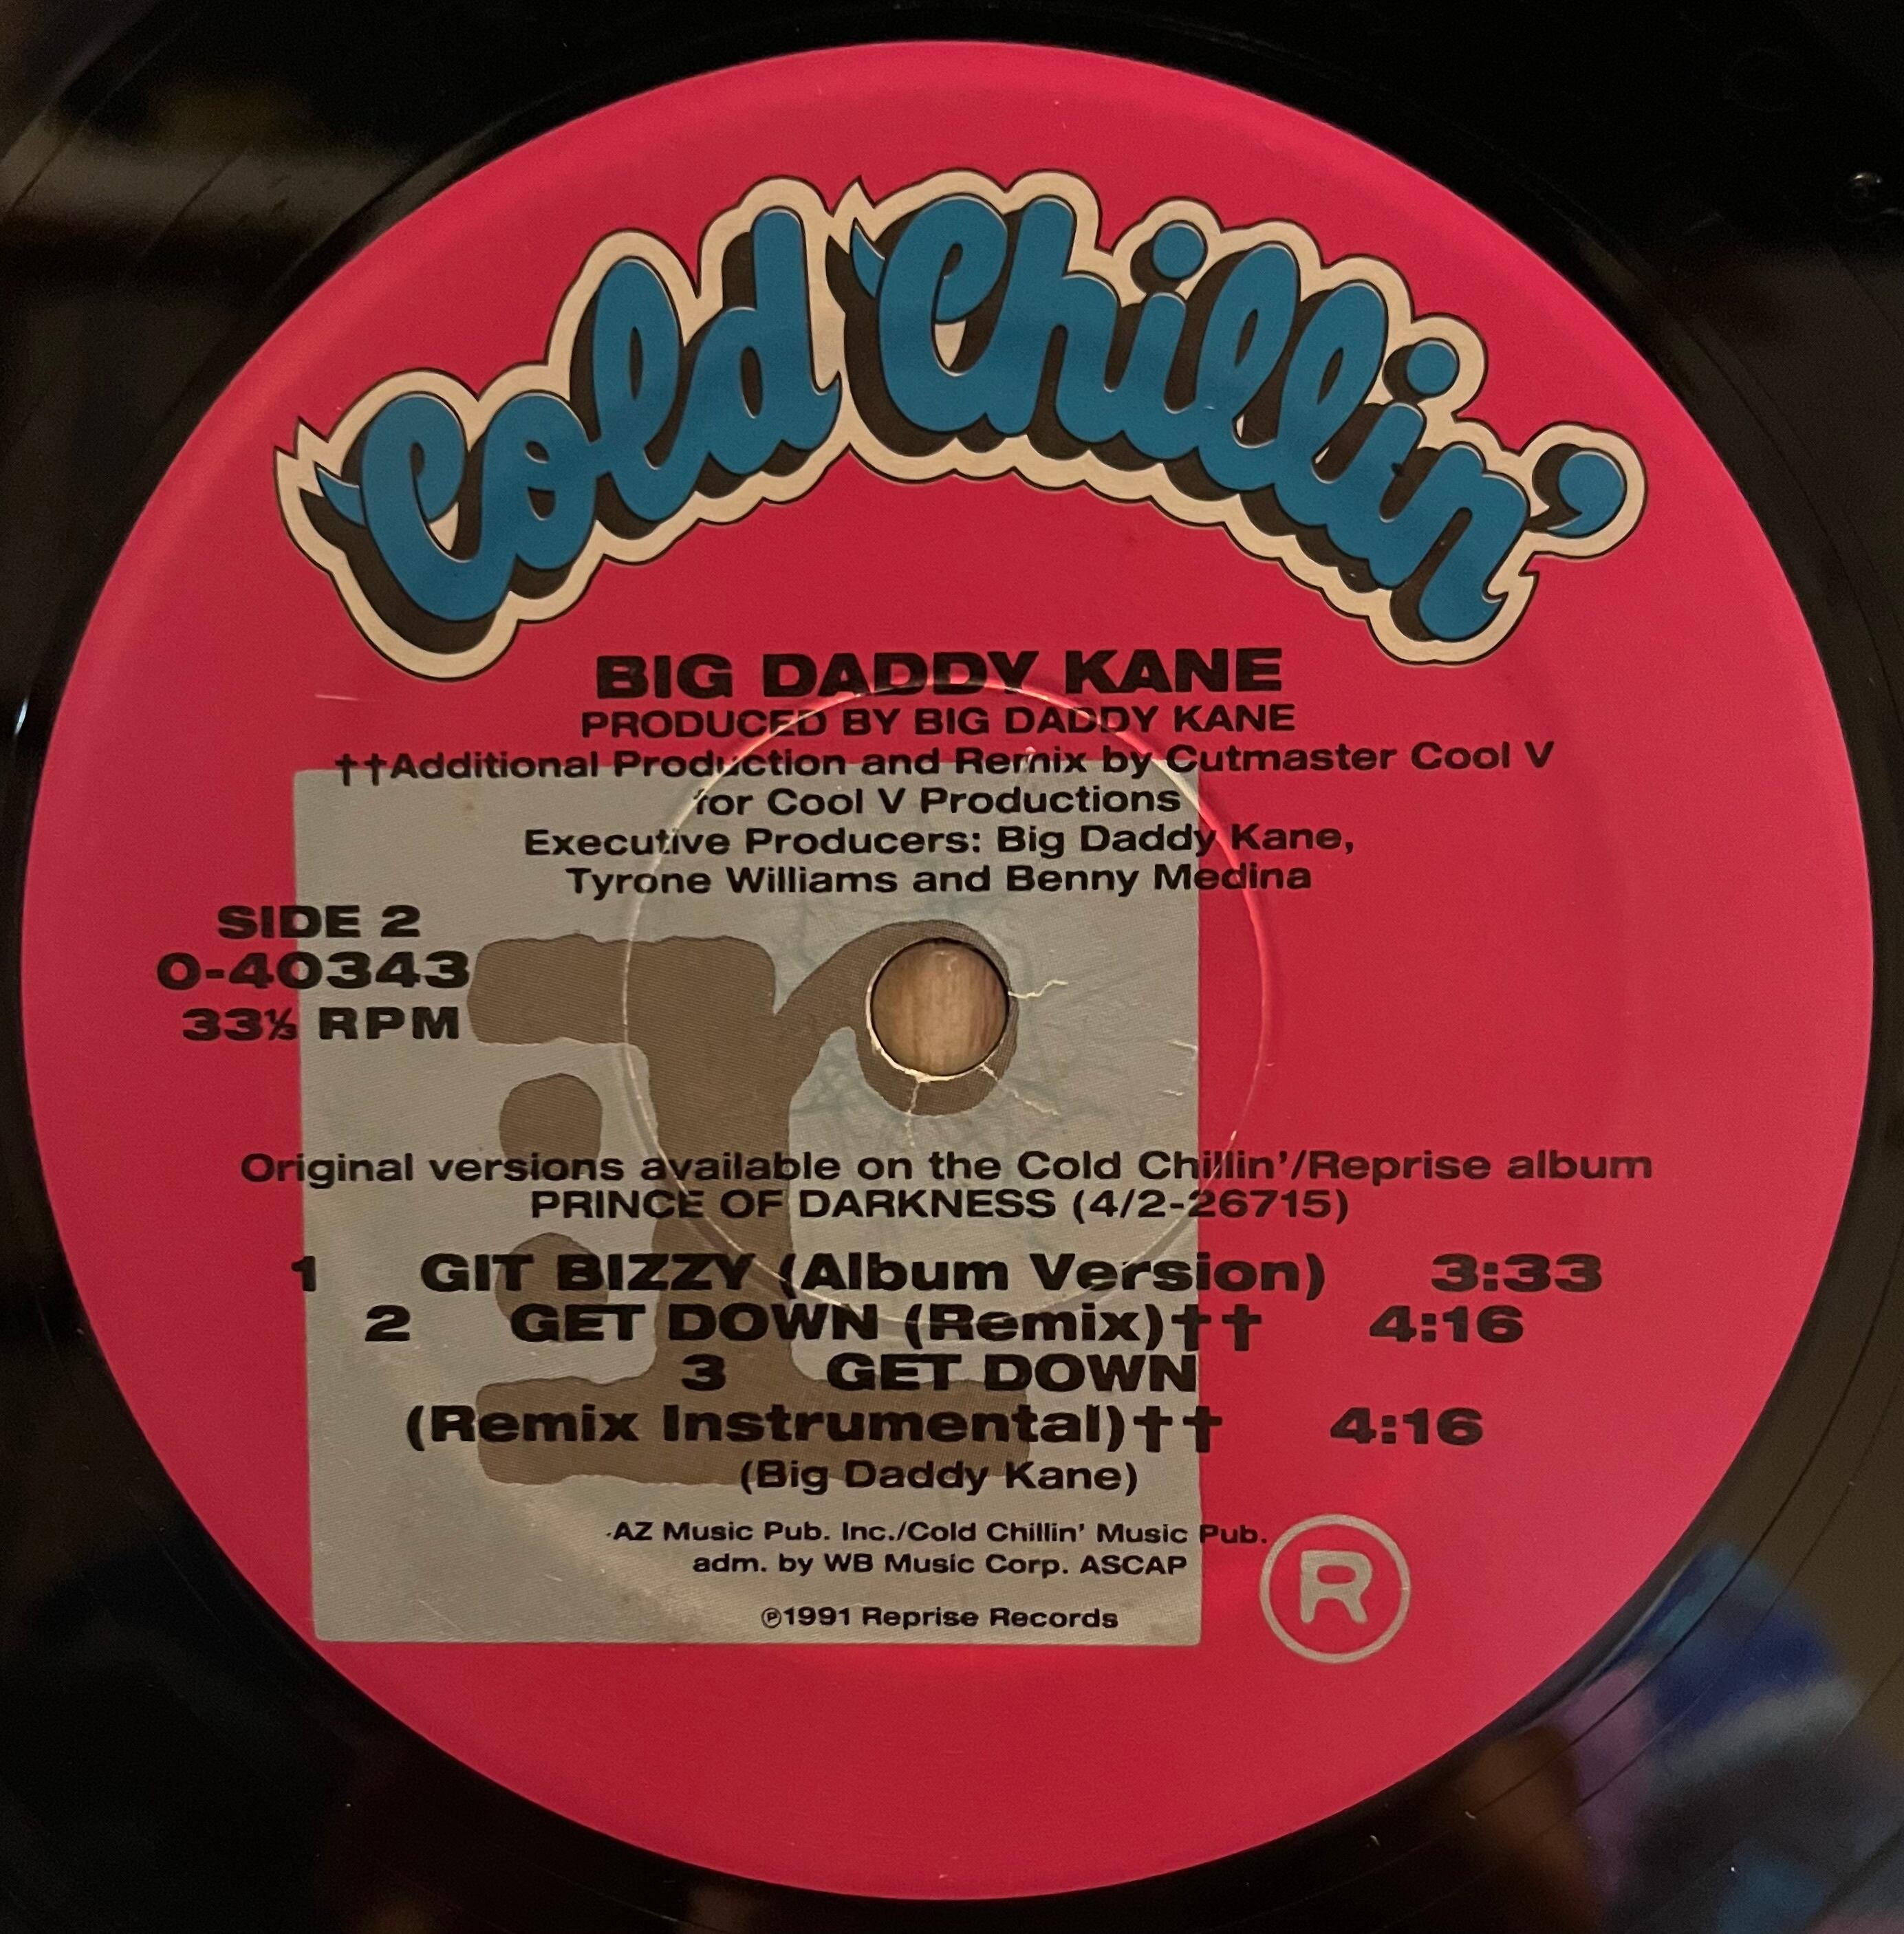 Cold Chillin'
BIG DADDY KANE
PRODUCED BY BIG DADDY KANE
††Additional Production and Remix by Cutmaster Cool V
for Cool V Productions
Executive Producers: Big Daddy Kane,
Tyrone Williams and Benny Medina
SIDE 2
0-40343
33⅓ RPM
Original versions available on the Cold Chillin'/Reprise album
PRINCE OF DARKNESS (4/2-26715)
1 GIT BIZZY (Album Version) 3:33
2 GET DOWN (Remix)†† 4:16
3 GET DOWN
(Remix Instrumental)†† 4:16
(Big Daddy Kane)
AZ Music Pub. Inc./Cold Chillin' Music Pub.
adm. by WB Music Corp. ASCAP
℗1991 Reprise Records
R
r: